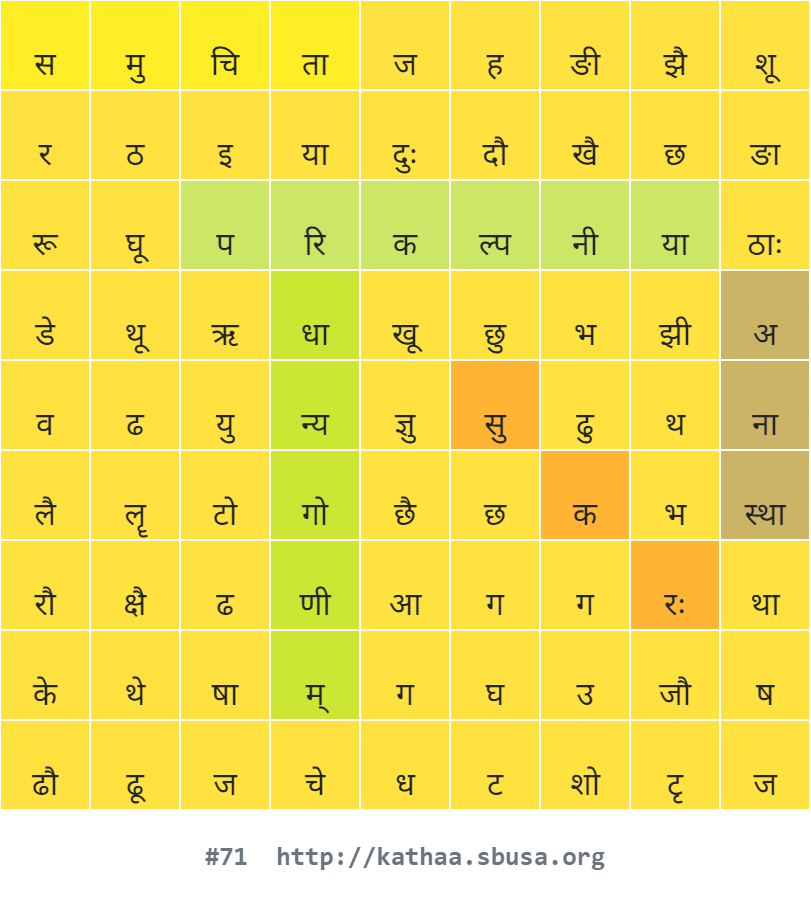 स मु चि ता ज ह ङी झै शू
र ठ इ या दुः दौ खै छ ङा
रू घू प रि क ल्प नी या ठाः
डे थू ऋ धा खू छु भ झी अ
व ढ यु न्य ज्ञु सु ढु थ ना
लै लॄ टो गो छै छ क भ स्था
रौ क्षै ढ णी आ ग ग रः था
के थे षा म् ग घ उ जौ ष
ढौ ढू ज चे ध ट शो टृ ज
#71 http://kathaa.sbusa.org